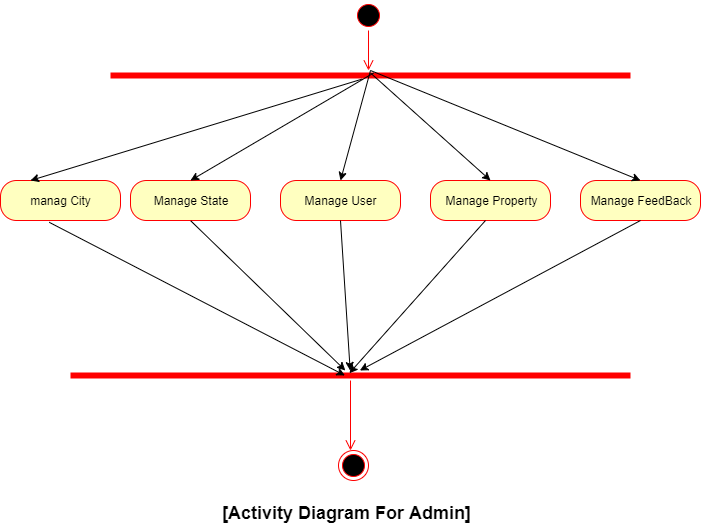 manag City
Manage State
Manage User
Manage Property
Manage FeedBack
[Activity Diagram For Admin]